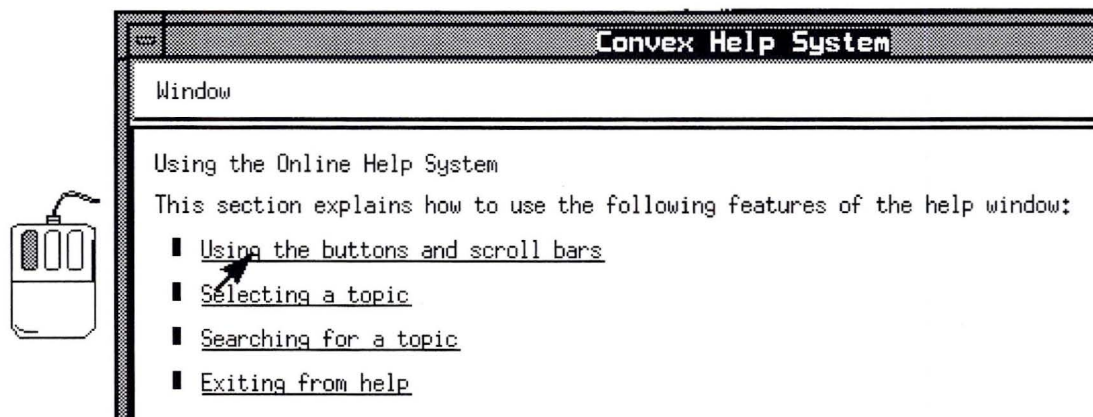 Convex Help System
Window
Using the Online Help System
This section explains how to use the following features of the help window:
Using the buttons and scroll bars
Selecting a topic
Searching for a topic
Exiting from help